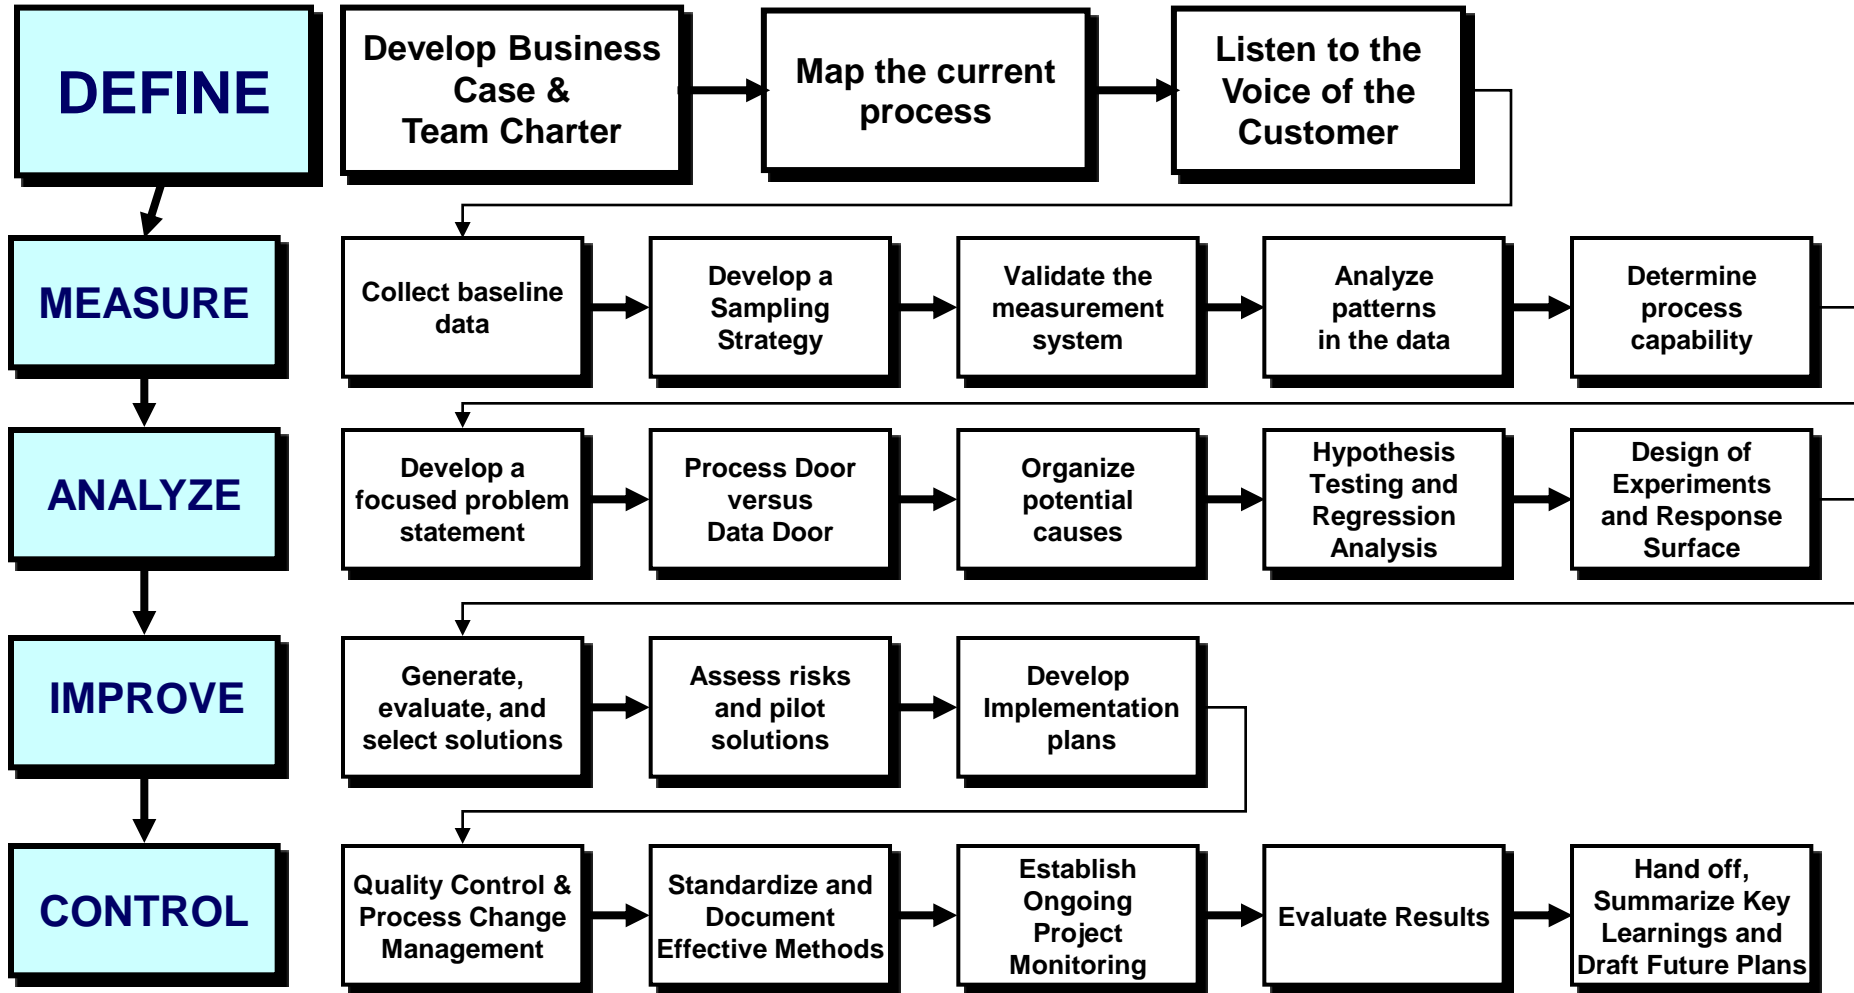 DEFINE
Develop Business
Case &
Team Charter
Map the current
process
Listen to the
Voice of the
Customer
MEASURE
Collect baseline
data
Develop a
Sampling
Strategy
Validate the
measurement
system
Analyze
patterns
in the data
Determine
process
capability
ANALYZE
Develop a
focused problem
statement
Process Door
versus
Data Door
Organize
potential
causes
Hypothesis
Testing and
Regression
Analysis
Design of
Experiments
and Response
Surface
IMPROVE
Generate,
evaluate, and
select solutions
Assess risks
and pilot
solutions
Develop
Implementation
plans
CONTROL
Quality Control &
Process Change
Management
Standardize and
Document
Effective Methods
Establish
Ongoing
Project
Monitoring
Evaluate Results
Hand off,
Summarize Key
Learnings and
Draft Future Plans